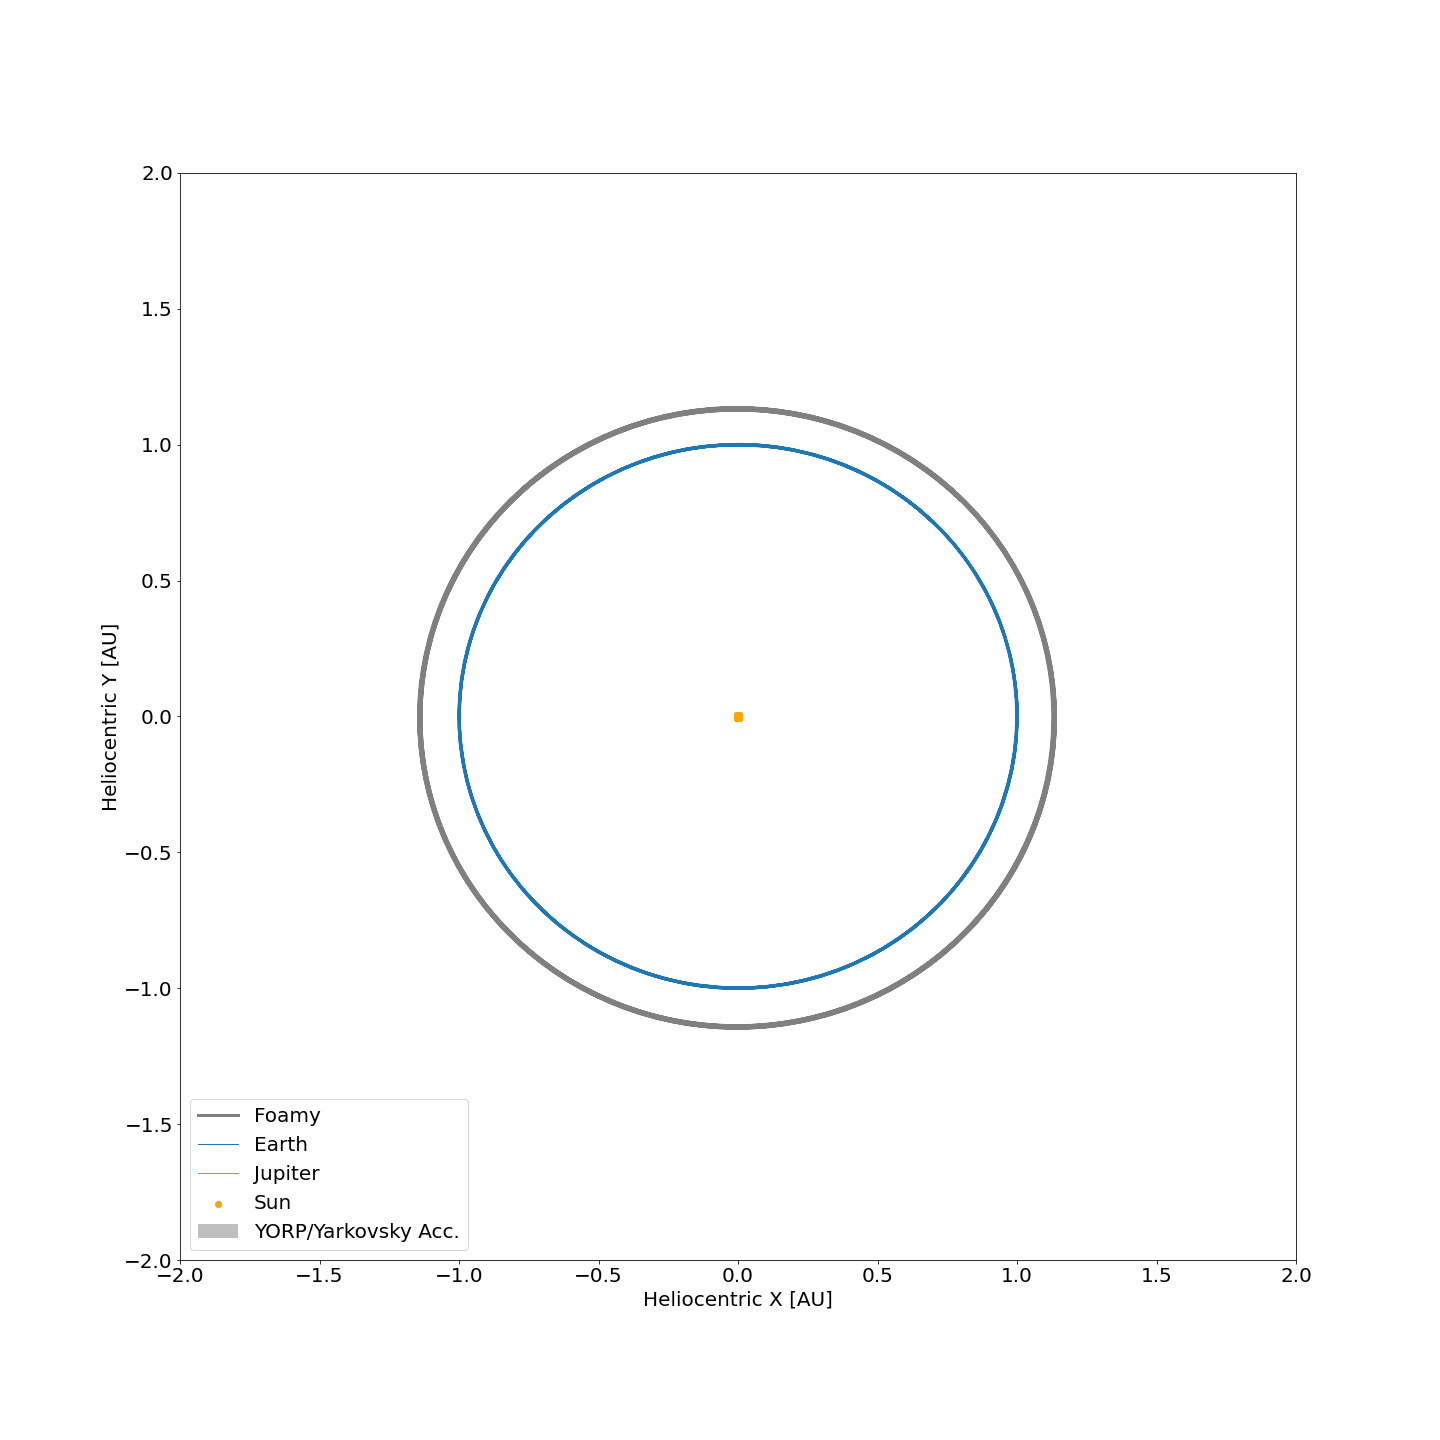 2.0
1.5
1.0
0.5
0.0
−0.5
−1.0
−1.5
−2.0
Heliocentric Y [AU]
Foamy
Earth
Jupiter
Sun
YORP/Yarkovsky Acc.
−2.0 −1.5 −1.0 −0.5 0.0 0.5 1.0 1.5 2.0
Heliocentric X [AU]